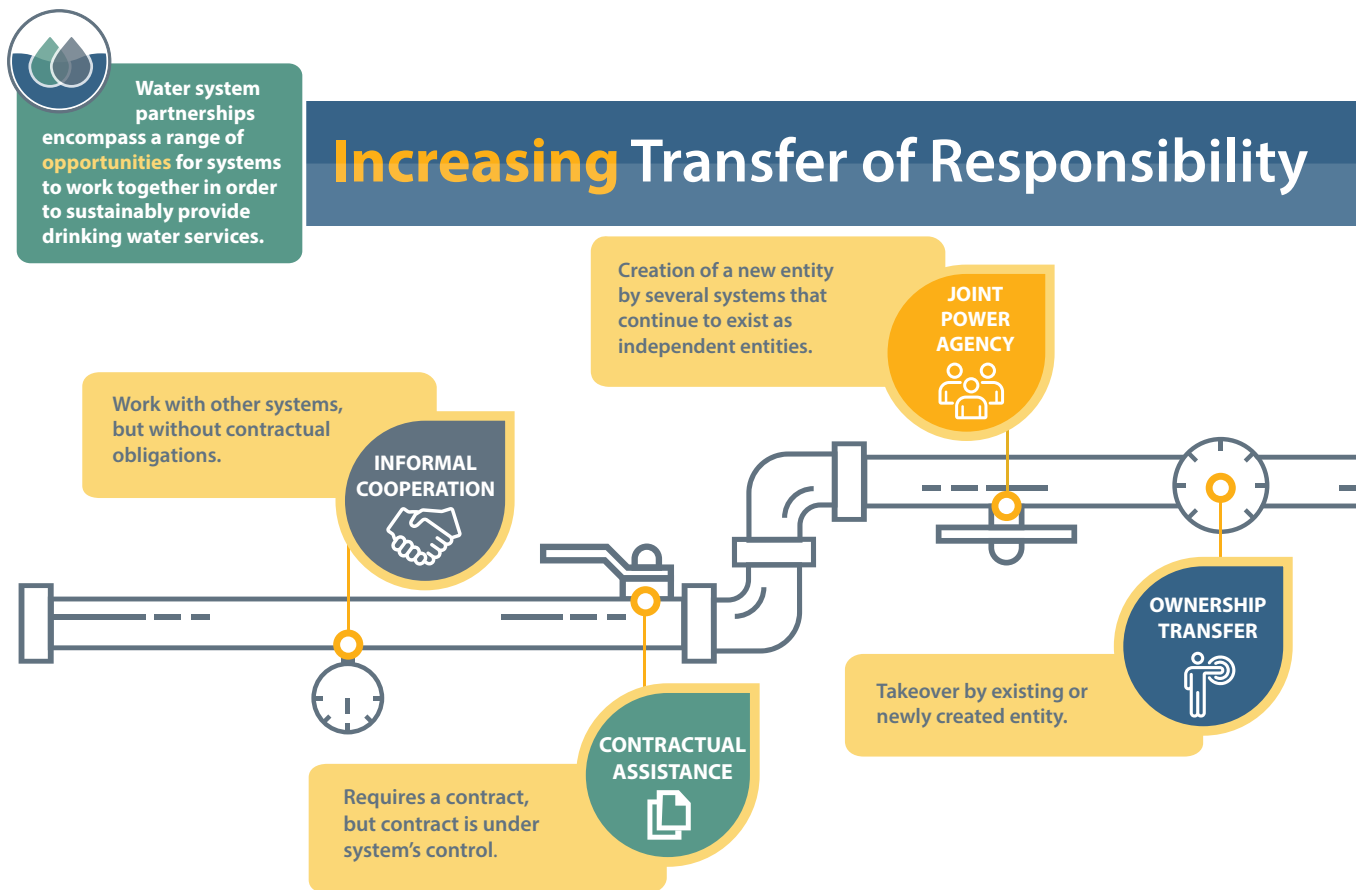 Water system
partnerships
encompass a range of
opportunities for systems
to work together in order
to sustainably provide
drinking water services.
Increasing Transfer of Responsibility
Work with other systems,
but without contractual
obligations.
INFORMAL
COOPERATION
Requires a contract,
but contract is under
system's control.
CONTRACTUAL
ASSISTANCE
Creation of a new entity
by several systems that
continue to exist as
independent entities.
JOINT
POWER
AGENCY
Takeover by existing or
newly created entity.
OWNERSHIP
TRANSFER